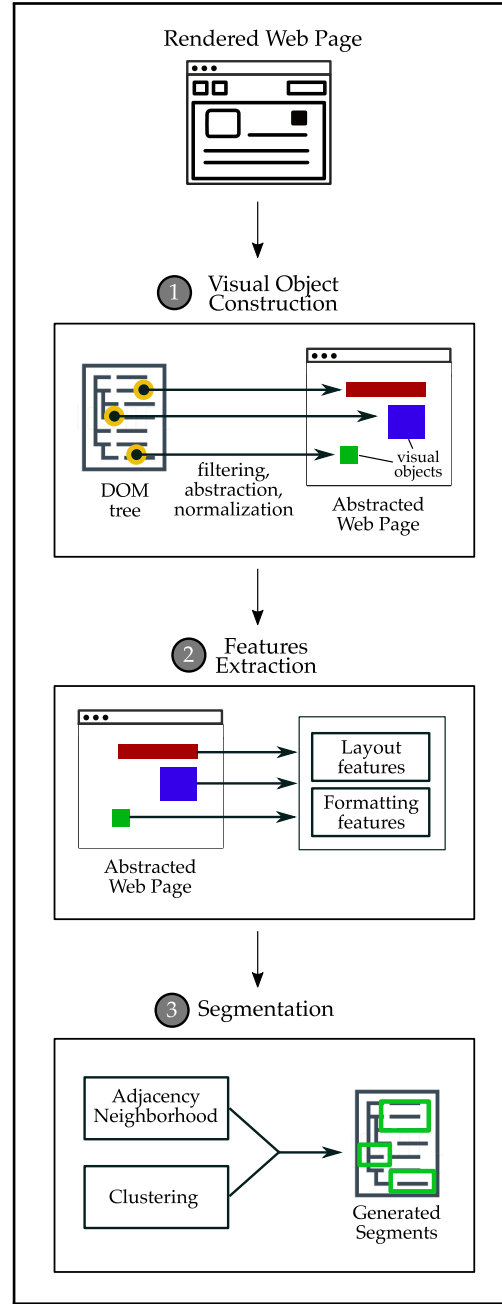 Rendered Web Page
1
Visual Object
Construction
DOM
tree
filtering,
abstraction,
normalization
visual
objects
Abstracted
Web Page
2
Features
Extraction
Abstracted
Web Page
Layout
features
Formatting
features
3
Segmentation
Adjacency
Neighborhood
Clustering
Generated
Segments